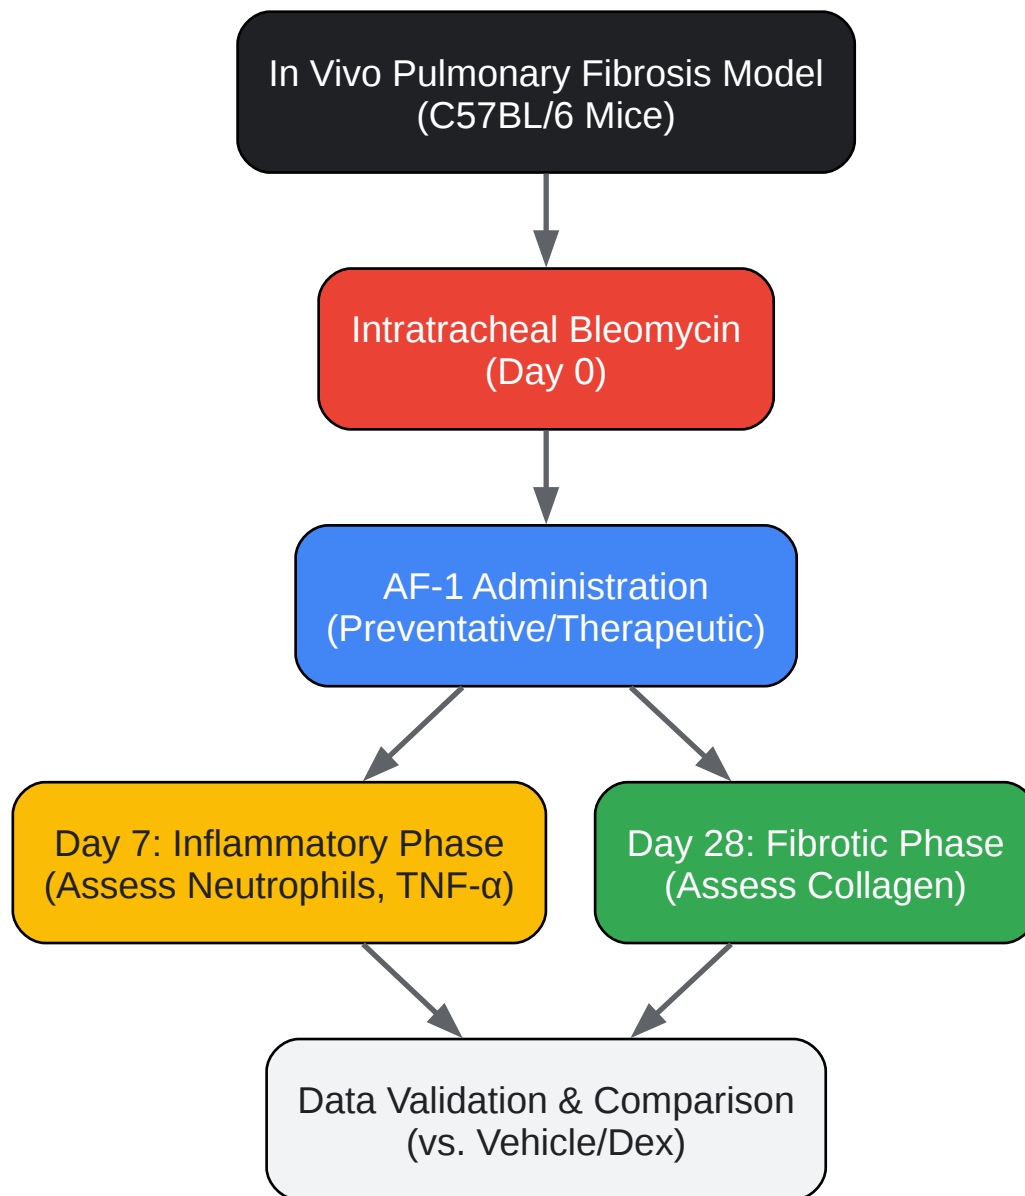 In Vivo Pulmonary Fibrosis Model
(C57BL/6 Mice)
Intratracheal Bleomycin
(Day 0)
AF-1 Administration
(Preventative/Therapeutic)
Day 7: Inflammatory Phase
(Assess Neutrophils, TNF-α)
Day 28: Fibrotic Phase
(Assess Collagen)
Data Validation & Comparison
(vs. Vehicle/Dex)